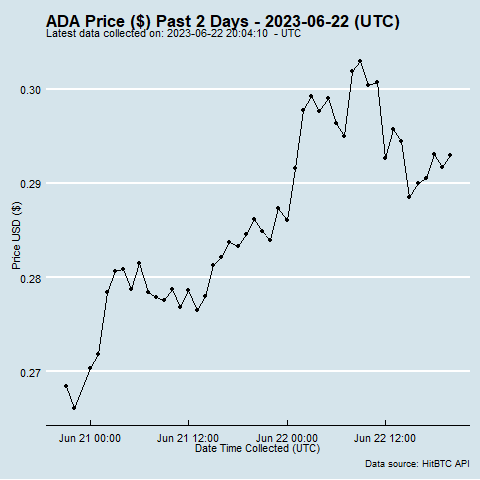 ADA Price ($) Past 2 Days - 2023-06-22 (UTC)
Latest data collected on: 2023-06-22 20:04:10 - UTC
Price USD ($)
0.30
0.29
0.28
0.27
Jun 21 00:00 Jun 21 12:00 Jun 22 00:00 Jun 22 12:00
Date Time Collected (UTC)
Data source: HitBTC API